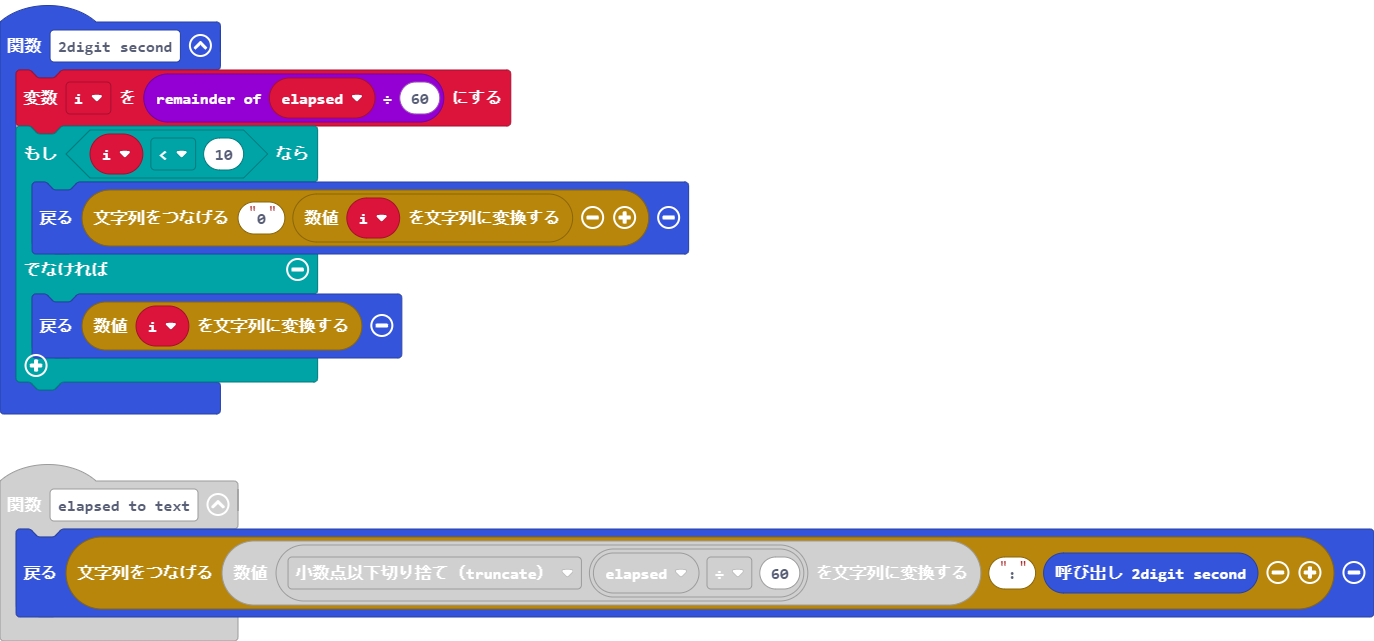 関数 2digit second
変数 i を remainder of elapsed ÷ 60 にする
もし i < 10 なら
戻る 文字列をつなげる "0" 数値 i を文字列に変換する
でなければ
戻る 数値 i を文字列に変換する
関数 elapsed to text
戻る 文字列をつなげる 数値 小数点以下切り捨て（truncate） elapsed ÷ 60 を文字列に変換する ":" 呼び出し 2digit second